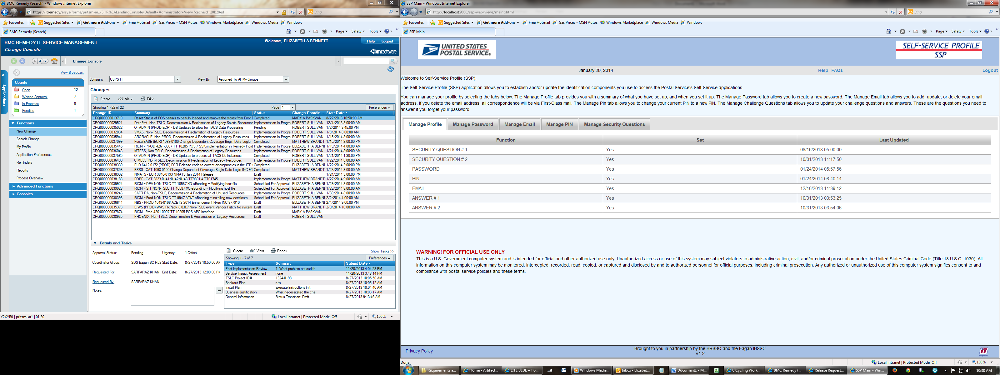 BMC Remedy (Search) - Windows Internet Explorer
https://itremedy/arsys/forms/pritsm-ar1/SHR%3ALandingConsole/Default+Administrator+View/?cacheid=20b28ed
Bing
Favorites Suggested Sites Get more Add-ons Free Hotmail Gas Prices - MSN Autos Windows Marketplace Windows Media Windows
BMC Remedy (Search)
Page Safety Tools
BMC REMEDY IT SERVICE MANAGEMENT
Welcome, ELIZABETH A BENNETT
Help Logout
Change Console
bmcsoftware
Change Console
Applications
View Broadcast
Counts
Open 12
Waiting Approval 7
In Progress 8
Pending 1
Functions
New Change
Search Change
My Profile
Application Preferences
Reminders
Reports
Process Overview
Advanced Functions
Consoles
Company USPS IT View By Assigned To All My Groups
Changes
Create View Print
Showing 1 - 22 of 22 Page 1 Preferences
Change ID Summary Status Change Coordin... Start Date
CRQ000000013719 Reset Status of POS partials to be fully loaded and remove the stores from Error Completed MARY A PASKVAN 8/27/2013 10:50:00 AM
CRQ000000029521 DataProt, Non-TSLC, Decommission & Reclamation of Legacy Solaris Resources Implementation In Progre ROBERT SULLIVAN 12/4/2013 8:00:00 AM
CRQ000000035022 OTADMIN (PROD ECR) - DB Updates to allow for TACS Data Processing Pending ROBERT SULLIVAN 1/2/2014 3:45:00 PM
CRQ000000032034 VMAS, Non-TSLC, Decommission & Reclamation of Legacy Resources Implementation In Progre ROBERT SULLIVAN 1/8/2014 8:00:00 AM
CRQ000000035941 ARORACLE, Non-PROD, Decommission & Reclamation of Legacy Resources Implementation In Progre ROBERT SULLIVAN 1/15/2014 8:00:00 AM
CRQ000000037099 PostalEASE (ECR) 1068-0100 Change Dependent Coverage Begin Date Logic Completed MATTHEW BRANDT 1/15/2014 3:00:00 PM
CRQ000000035445 RICM - PROD 4261-0007 TT 10205 POS / SSK implementation in Remedy Incid Implementation In Progre ELIZABETH A BENNE 1/19/2014 4:00:00 AM
CRQ000000036046 MTESS, Non-TSLC, Decommission & Reclamation of Legacy Resources Implementation In Progre ROBERT SULLIVAN 1/21/2014 8:00:00 AM
CRQ000000037565 OTADMIN (PROD ECR) - DB Updates to process all TACS Db instances Completed ROBERT SULLIVAN 1/21/2014 1:30:00 PM
CRQ000000036499 CIMBLS, Non-TSLC, Decommission & Reclamation of Legacy Resources Implementation In Progre ROBERT SULLIVAN 1/22/2014 8:00:00 AM
CRQ000000038339 ELD 6412-0172 (PROD) ECR Release code to correct discrepancies in the ITR Completed ELIZABETH A BENNE 1/22/2014 3:00:00 PM
CRQ000000037858 ESSS - CAT 1068-0100 Change Dependent Coverage Begin Date Logic INC 95 Completed MATTHEW BRANDT 1/23/2014 8:00:00 AM
CRQ000000038992 NMATS - ECR 3840-0193 NMATS Jan 2014 Release Draft 1/24/2014 3:00:00 PM
CRQ000000038188 EOPF - CAT 3823-0141/0142/0143 TT9891 & TT01745 Implementation In Progre MATTHEW BRANDT 1/27/2014 9:00:00 AM
CRQ000000039924 RICM – DEV NON-TSLC TT 10587 XO eBonding – Modifying host file Scheduled For Approval ELIZABETH A BENNE 1/29/2014 8:00:00 AM
CRQ000000039928 RICM – SIT NON-TSLC TT 10587 XO eBonding – Modifying host file Scheduled For Approval ELIZABETH A BENNE 1/29/2014 8:00:00 AM
CRQ000000038246 SAFR RA, Non-TSLC, Decommission & Reclamation of Unused Resources Implementation In Progre ROBERT SULLIVAN 1/30/2014 8:00:00 AM
CRQ000000038398 RICM – Prod NON-TSLC TT 9947 AT&T eBonding – Installing new certificate Scheduled For Approval ELIZABETH A BENNE 2/2/2014 4:00:00 AM
CRQ000000036644 NBS - PROD 1049-0196 ACETS 2014 Enhancement Fixes INC 877910 Draft ELIZABETH A BENNE 2/4/2014 9:00:00 PM
CRQ000000035373 EIWS (PROD) WAS FixPack 8.0.0.7 Non-TSLC event Vendor Patch No system Draft MATTHEW BRANDT 2/9/2014 10:00:00 AM
CRQ000000037874 RICM - Prod 4261-0007 TT 10205 POS-APC Interface Draft MARY A PASKVAN
CRQ000000038935 PHOENIX, Non-TSLC, Decommission & Reclamation of Legacy Resources Draft ROBERT SULLIVAN
Details and Tasks
Approval Status: Pending Urgency: 1-Critical
Coordinator Group: SDS Eagan SC RLS Start Date: 8/27/2013 10:50:00 AM
Requested For: SARFARAZ KHAN End Date: 8/27/2013 12:00:00 PM
Requested By: SARFARAZ KHAN
Notes:
Create View Report Show Tasks >>
Showing 1 - 7 of 7 Preferences
Type Summary Submit Date
Post Implementation Review 1. What problem caused th 11/20/2013 4:04:28 PM
Service Impact Assessment none 11/20/2013 3:48:14 PM
TSLC Project ID# 1324-0198 8/27/2013 10:05:50 AM
Backout Plan n/a 8/27/2013 10:05:12 AM
Install Plan Execute instructions in t 8/27/2013 10:04:40 AM
Business Justification What necessitated the cha 8/27/2013 10:03:17 AM
General Information Status Transition: Draft 8/27/2013 9:13:46 AM
Y2XYB0 | pritsm-ar1 | 01:30
Local intranet | Protected Mode: Off 100%
SSP Main - Windows Internet Explorer
http://localhost:9080/ssp-web/views/main.xhtml
Bing
Favorites Suggested Sites Get more Add-ons Free Hotmail Gas Prices - MSN Autos Windows Marketplace Windows Media Windows
SSP Main
Page Safety Tools
UNITED STATES
POSTAL SERVICE®
SELF-SERVICE PROFILE
SSP
January 29, 2014 Help FAQs Logout
Welcome to Self-Service Profile (SSP).
The Self-Service Profile (SSP) application allows you to establish and/or update the identification components you use to access the Postal Service's Self-Service applications.
You can manage your profile by selecting the tabs below. The Manage Profile tab provides you with a summary of what you have set up, and when you set it up. The Manage Password tab allows you to create a new password. The Manage Email tab allows you to add, update, or delete your email
address. If you delete the email address, all correspondence will be via First-Class mail. The Manage Pin tab allows you to change your current PIN to a new PIN. The Manage Challenge Questions tab allows you to update your challenge questions and answers. These are the questions you need to
answer if you forget your password.
Manage Profile Manage Password Manage Email Manage PIN Manage Security Questions
Function Set Last Updated
SECURITY QUESTION # 1 Yes 08/16/2013 05:00:00
SECURITY QUESTION # 2 Yes 10/01/2013 11:17:50
PASSWORD Yes 01/24/2014 05:57:56
PIN Yes 01/24/2014 08:40:14
EMAIL Yes 12/16/2013 11:39:12
ANSWER # 1 Yes 10/31/2013 03:53:25
ANSWER # 2 Yes 10/31/2013 03:54:06
WARNING! FOR OFFICIAL USE ONLY
This is a U.S. Government computer system and is intended for official and other authorized use only. Unauthorized access or use of this system may subject violators to administrative action, civil, and/or criminal prosecution under the United States Criminal Code (Title 18 U.S.C. 1030). All
information on this computer system may be monitored, intercepted, recorded, read, copied, or captured and disclosed by and to authorized personnel for official purposes, including criminal prosecution. Any authorized or unauthorized use of this computer system signifies consent to and
compliance with postal service policies and these terms.
Privacy Policy
Brought to you in partnership by the HRSSC and the Eagan IBSSC
V1.2
Done
Local intranet | Protected Mode: Off 100%
Requirements a... Home - Artifact... LITE BLUE – Ho... Windows Media... Inbox - Elizabet... Document1 - M... 6 Cycling Work... BMC Remedy (... Release Request... SSP Main - Win... 10:38 AM